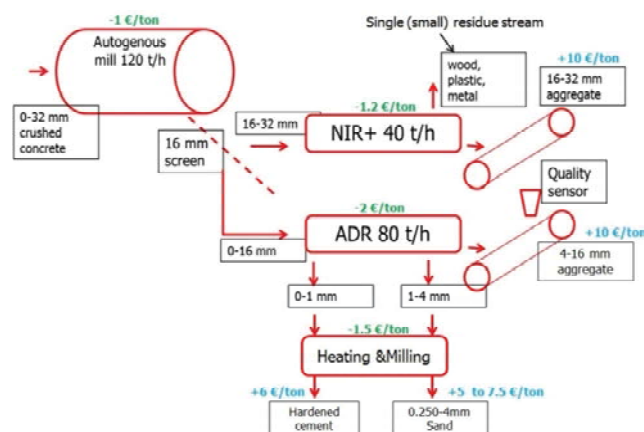 -1 €/ton
Autogenous
mill 120 t/h
0-32 mm
crushed
concrete
16 mm
screen
Single (small) residue stream
wood,
plastic,
metal
+10 €/ton
16-32 mm
aggregate
16-32 mm
-1.2 €/ton
NIR+ 40 t/h
Quality
sensor
-2 €/ton
ADR 80 t/h
0-16 mm
+10 €/ton
4-16 mm
aggregate
0-1 mm
1-4 mm
-1.5 €/ton
Heating &Milling
+6 €/ton
+5 to 7.5 €/ton
Hardened
cement
0.250-4mm
Sand